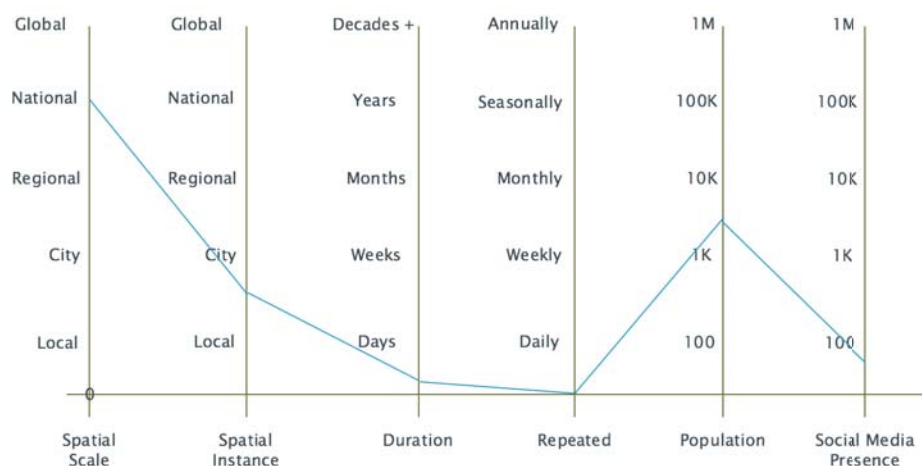 Global Global Decades + Annually 1M 1M
National National Years Seasonally 100K 100K
Regional Regional Months Monthly 10K 10K
City City Weeks Weekly 1K 1K
Local Local Days Daily 100 100
0
Spatial Scale
Spatial Instance
Duration
Repeated
Population
Social Media Presence